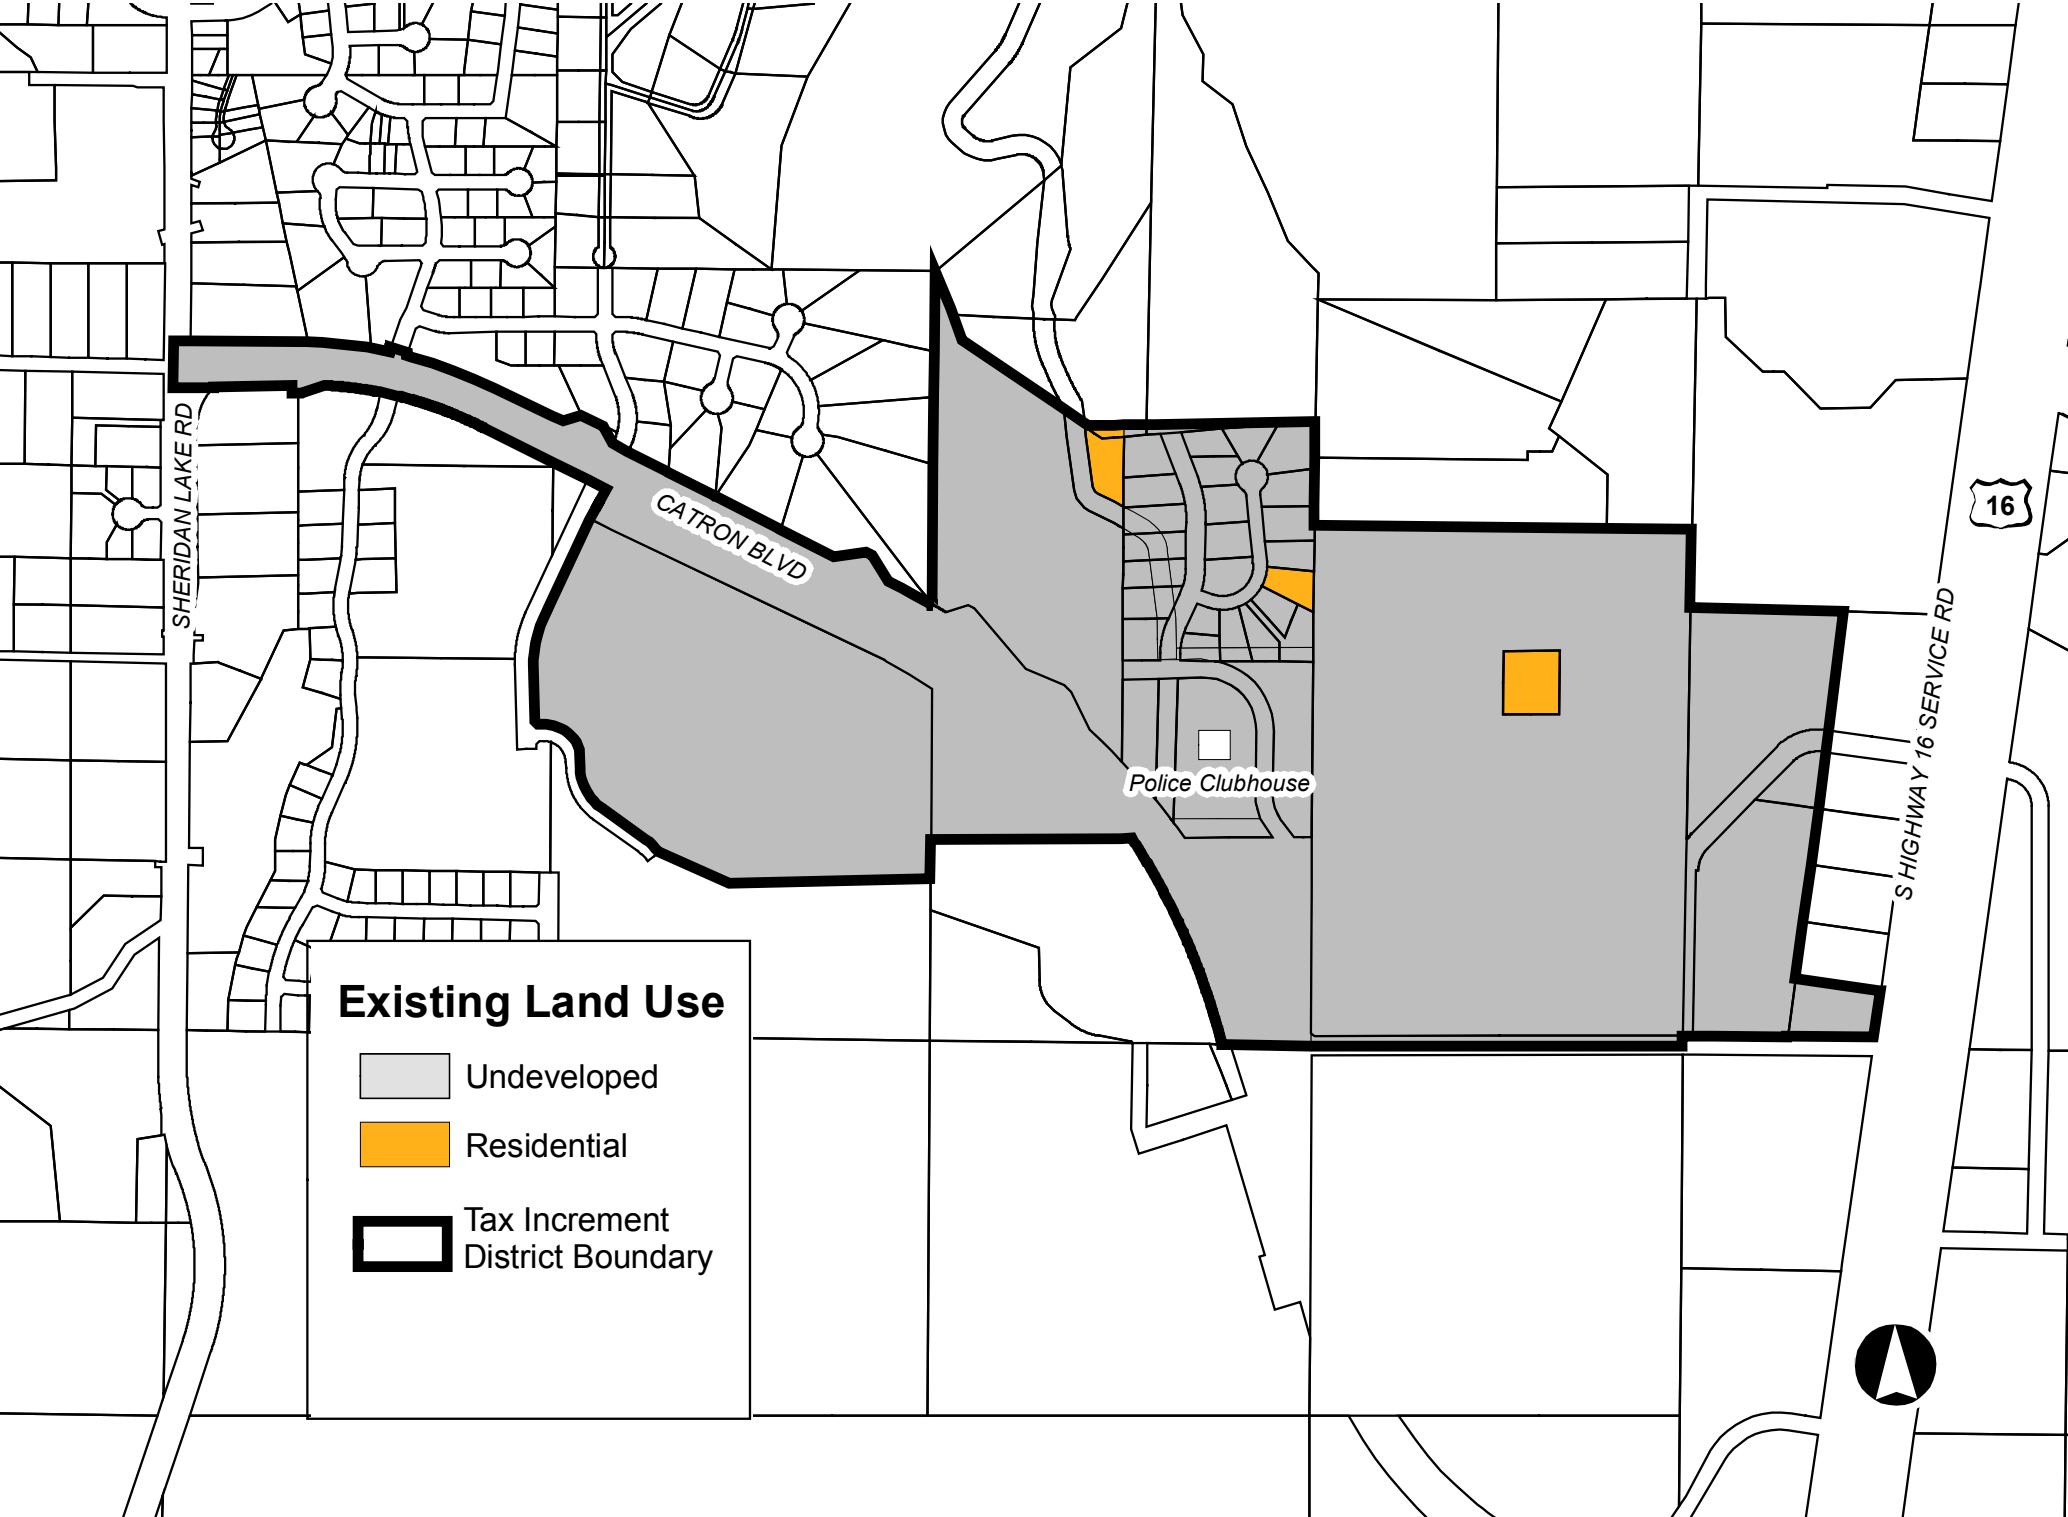 SHERIDAN LAKE RD
CATRON BLVD
16
S HIGHWAY 16 SERVICE RD
Police Clubhouse
Existing Land Use
Undeveloped
Residential
Tax Increment
District Boundary